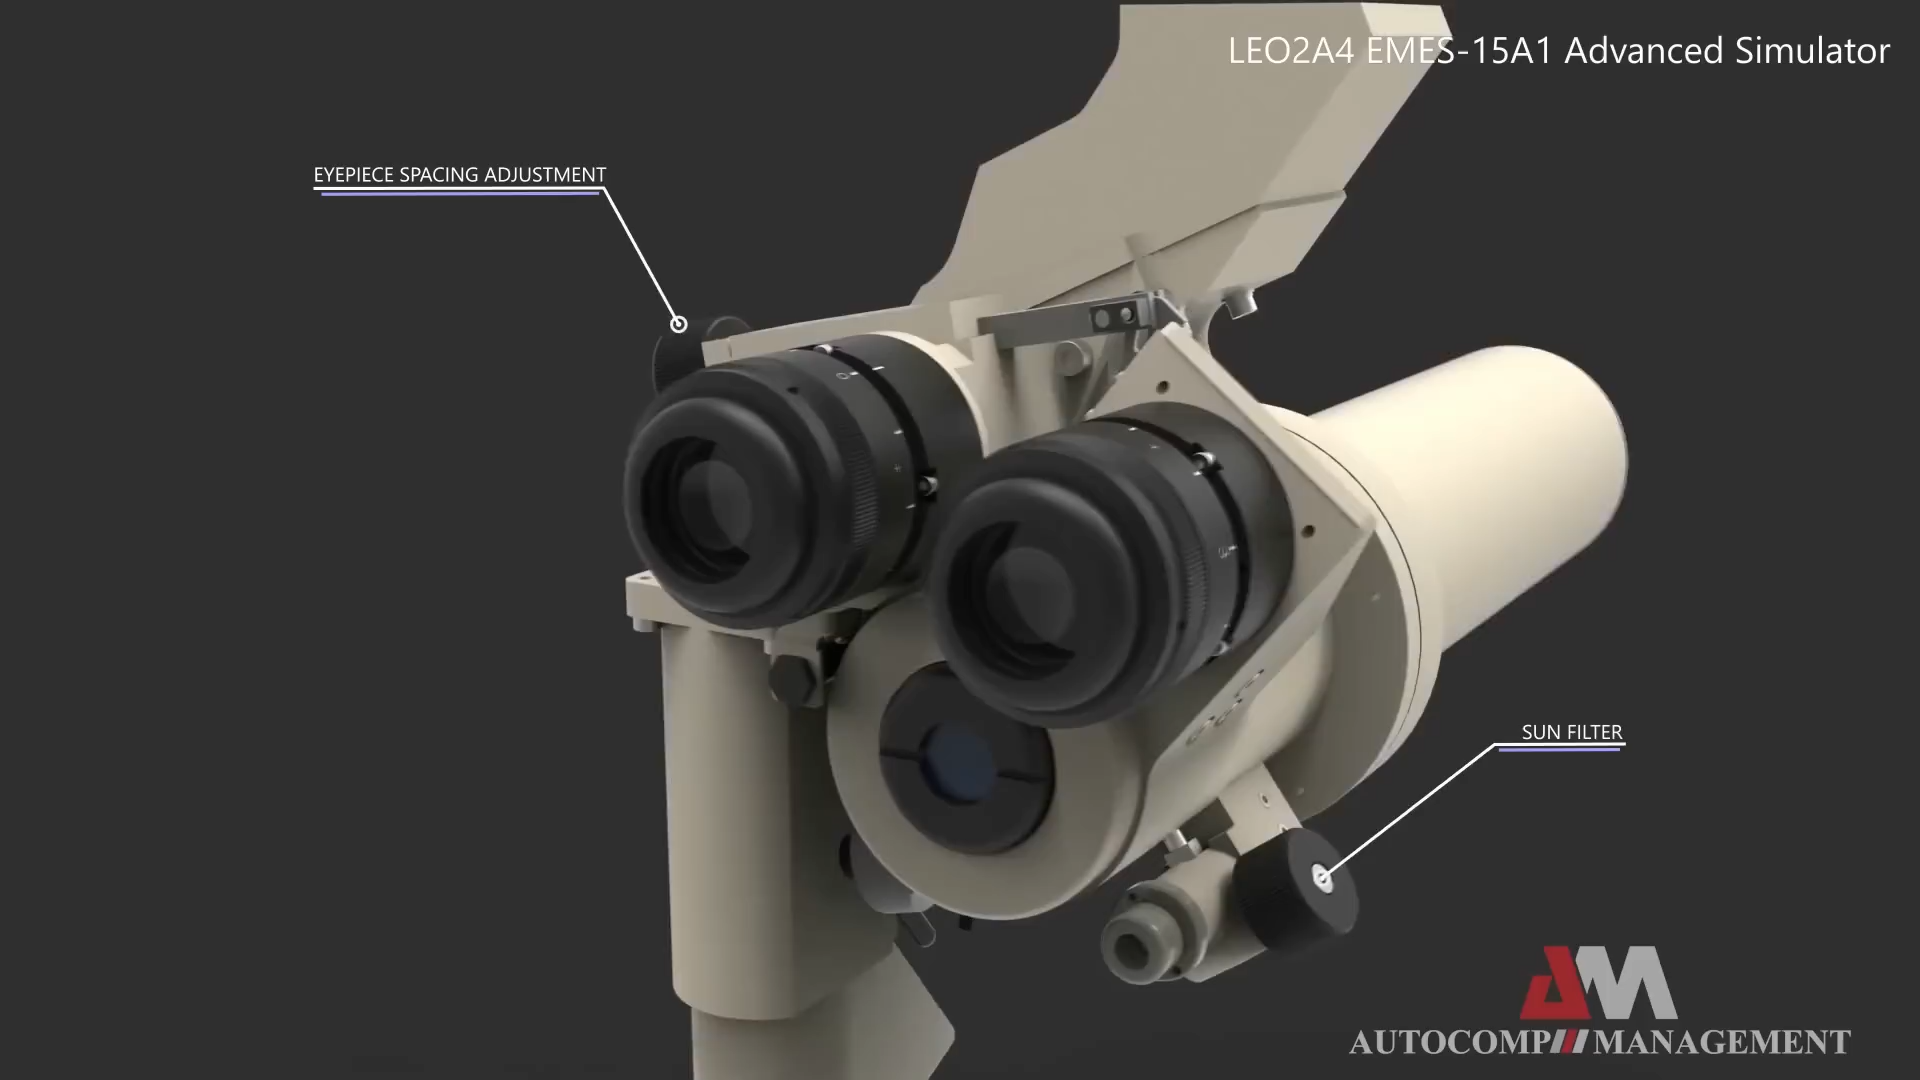 LEO2A4 EMES-15A1 Advanced Simulator
EYEPIECE SPACING ADJUSTMENT
SUN FILTER
AM
AUTOCOMP MANAGEMENT